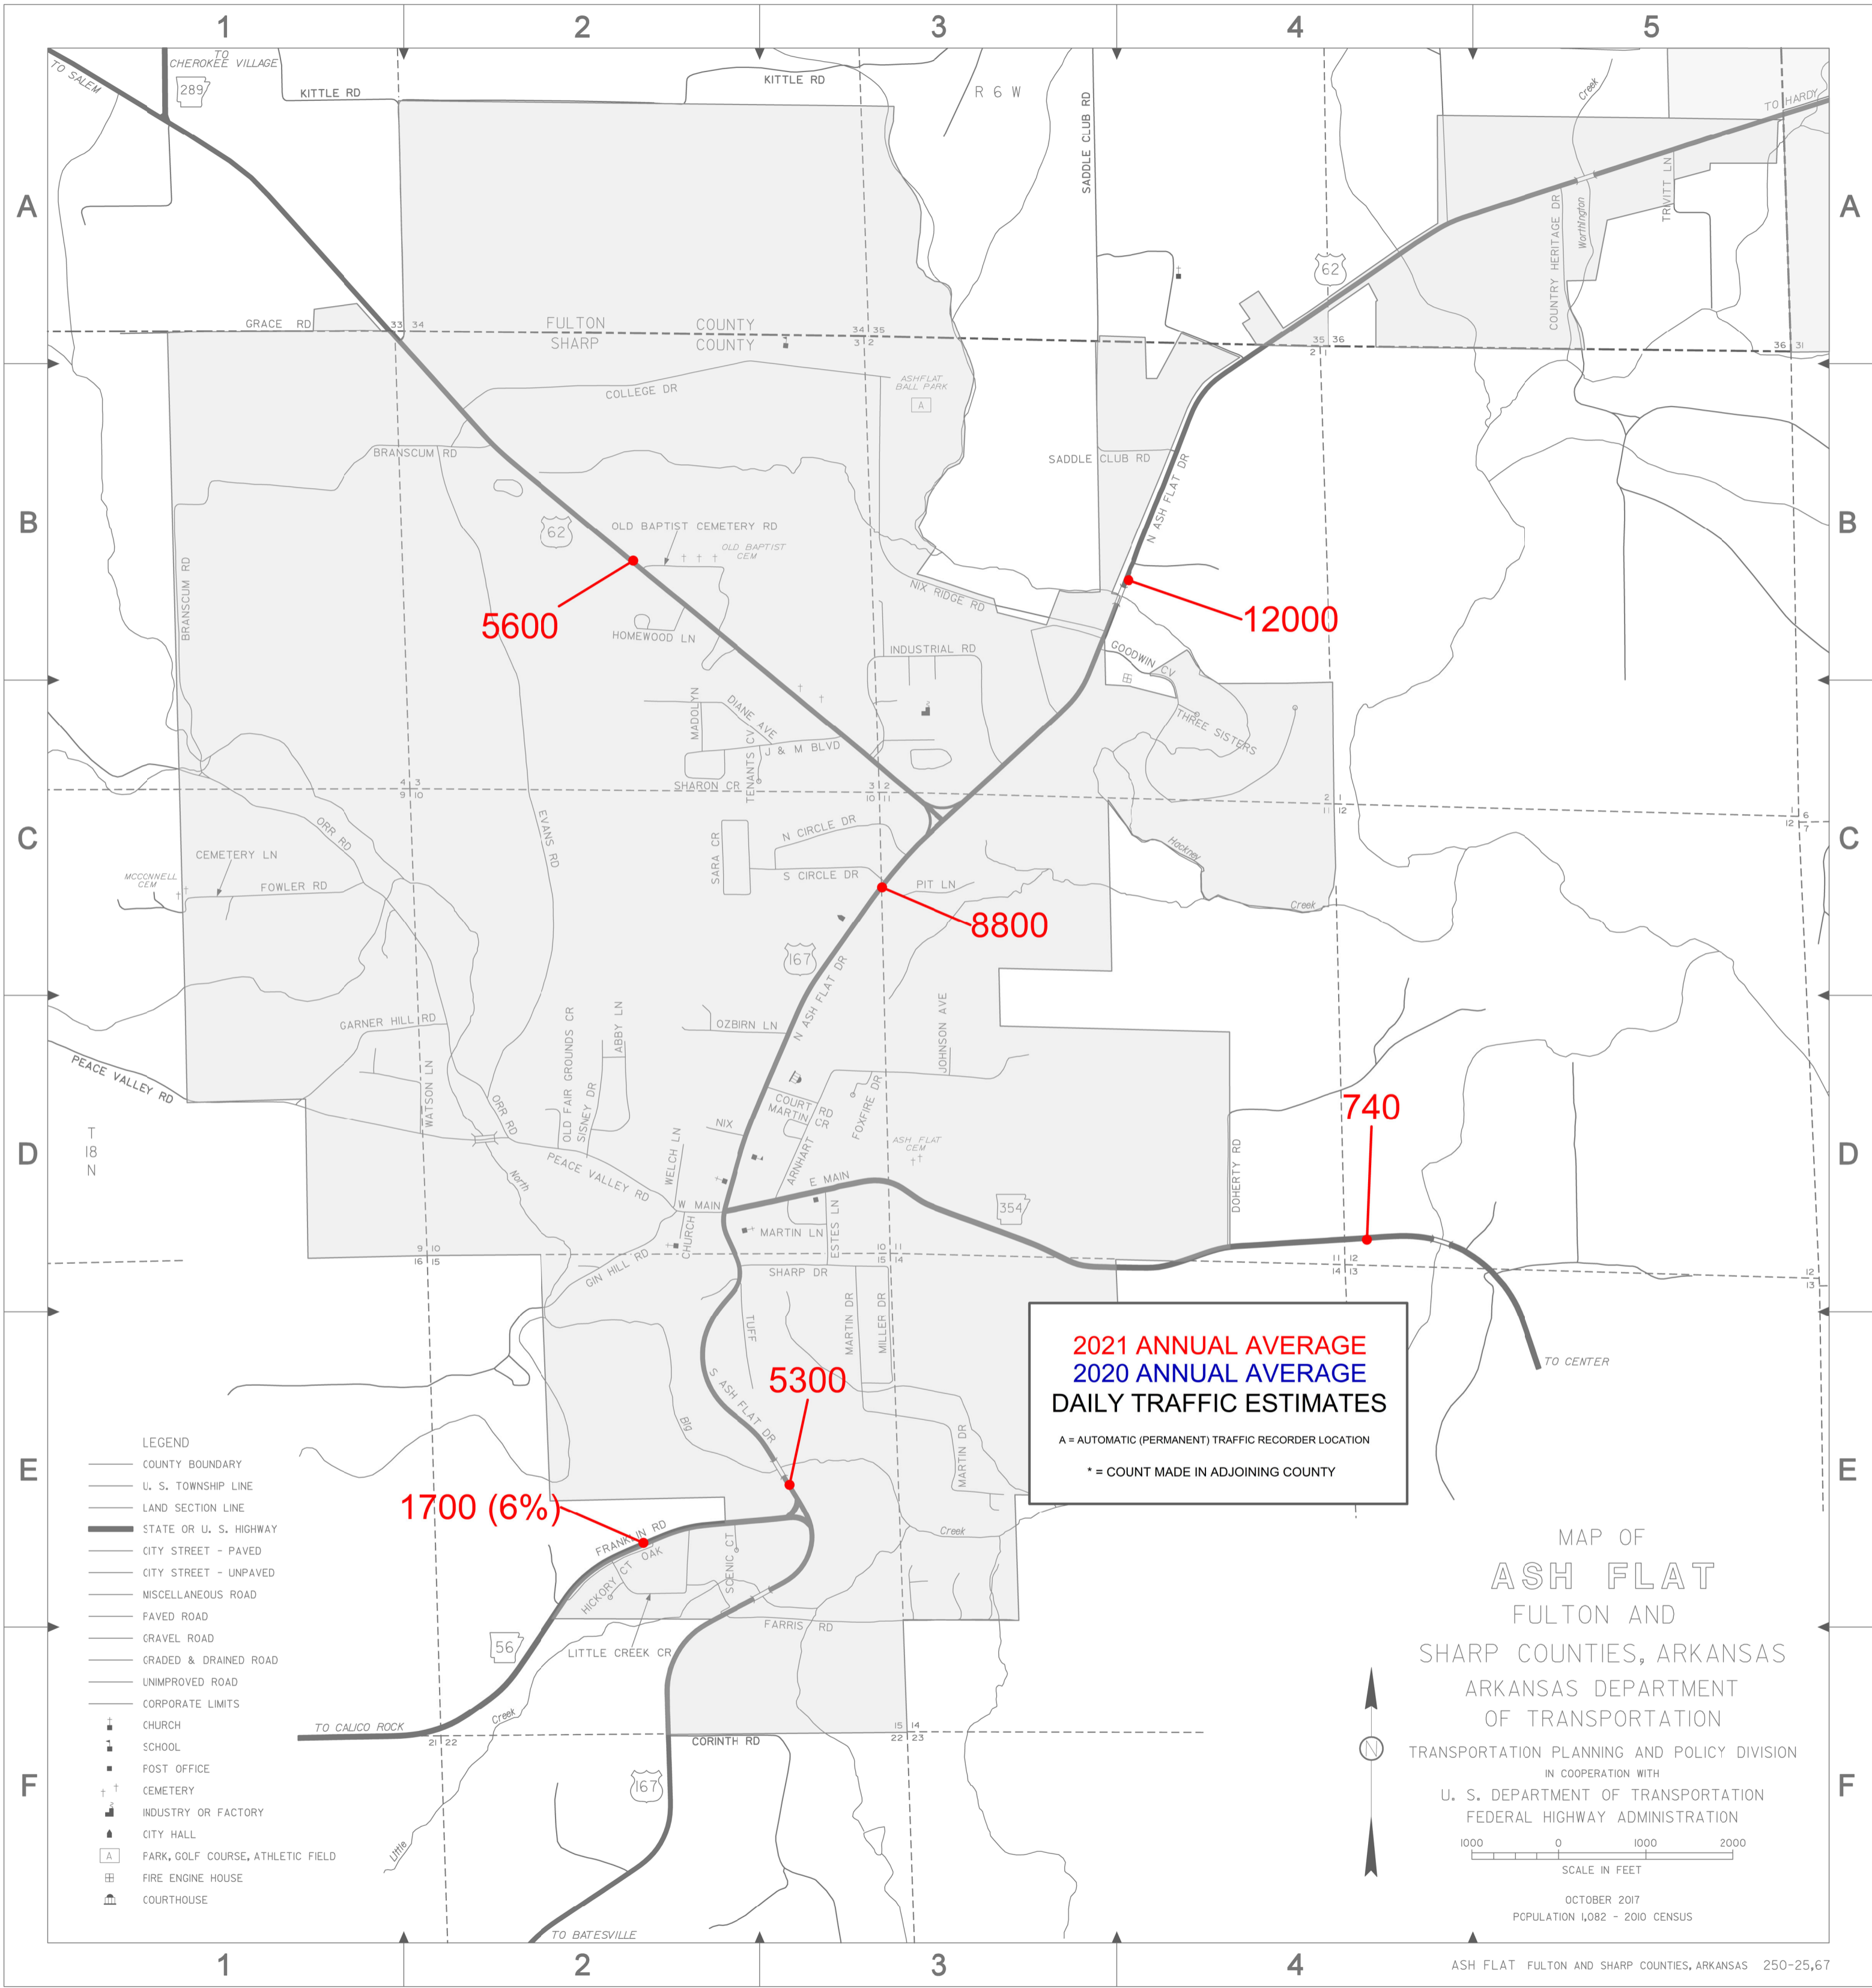 1 2 3 4 5
TO SALEM
TO
CHEROKEE VILLAGE
289
KITTLE RD
KITTLE RD
R 6 W
SADDLE CLUB RD
Creek
TO HARDY
A
A
TRIVITT LN
COUNTRY HERITAGE DR
Worthington
62
GRACE RD
33 34
FULTON COUNTY
SHARP COUNTY
34 35
3 2
35 36
2 1
36 31
COLLEGE DR
ASHFLAT
BALL PARK
A
BRANSCUM RD
SADDLE CLUB RD
N ASH FLAT DR
B
B
62
OLD BAPTIST CEMETERY RD
OLD BAPTIST
CEM
BRANSCUM RD
5600
NIX RIDGE RD
12000
HOMEWOOD LN
INDUSTRIAL RD
GOODWIN CV
MADOLYN
DIANE AVE
TENANTS CV
J & M BLVD
THREE SISTERS
SHARON CR
4 3
9 10
3 2
10 11
2 1
11 12
1 6
12 7
C
C
ORR RD
EVANS RD
N CIRCLE DR
SARA CR
S CIRCLE DR
CEMETERY LN
MCCONNELL
CEM
FOWLER RD
PIT LN
Hackney
Creek
8800
167
N ASH FLAT DR
GARNER HILL RD
OLD FAIR GROUNDS CR
ABBY LN
OZBIRN LN
JOHNSON AVE
PEACE VALLEY RD
WATSON LN
ORR RD
SISNEY DR
COURT RD
MARTIN CR
FOXFIRE DR
740
T
18
N
D
D
NIX
WELCH LN
ARNHART
ASH FLAT
CEM
DOHERTY RD
North
PEACE VALLEY RD
E MAIN
W MAIN
354
CHURCH
MARTIN LN
ESTES LN
GIN HILL RD
9 10
16 15
10 11
15 14
11 12
14 13
12
13
SHARP DR
TUFF
MARTIN DR
MILLER DR
S ASH FLAT DR
5300
2021 ANNUAL AVERAGE
2020 ANNUAL AVERAGE
DAILY TRAFFIC ESTIMATES
A = AUTOMATIC (PERMANENT) TRAFFIC RECORDER LOCATION
* = COUNT MADE IN ADJOINING COUNTY
TO CENTER
Big
MARTIN DR
E
E
1700 (6%)
FRANKLIN RD
OAK
Creek
HICKORY CT
SCENIC CT
FARRIS RD
LITTLE CREEK CR
56
TO CALICO ROCK
Creek
21 22
15 14
22 23
CORINTH RD
167
Little
F
F
TO BATESVILLE
LEGEND
COUNTY BOUNDARY
U. S. TOWNSHIP LINE
LAND SECTION LINE
STATE OR U. S. HIGHWAY
CITY STREET - PAVED
CITY STREET - UNPAVED
MISCELLANEOUS ROAD
PAVED ROAD
GRAVEL ROAD
GRADED & DRAINED ROAD
UNIMPROVED ROAD
CORPORATE LIMITS
CHURCH
SCHOOL
POST OFFICE
CEMETERY
INDUSTRY OR FACTORY
CITY HALL
A PARK, GOLF COURSE, ATHLETIC FIELD
FIRE ENGINE HOUSE
COURTHOUSE
MAP OF
ASH FLAT
FULTON AND
SHARP COUNTIES, ARKANSAS
ARKANSAS DEPARTMENT
OF TRANSPORTATION
TRANSPORTATION PLANNING AND POLICY DIVISION
IN COOPERATION WITH
U. S. DEPARTMENT OF TRANSPORTATION
FEDERAL HIGHWAY ADMINISTRATION
N
1000 0 1000 2000
SCALE IN FEET
OCTOBER 2017
POPULATION 1,082 - 2010 CENSUS
1 2 3 4
ASH FLAT FULTON AND SHARP COUNTIES, ARKANSAS 250-25,67